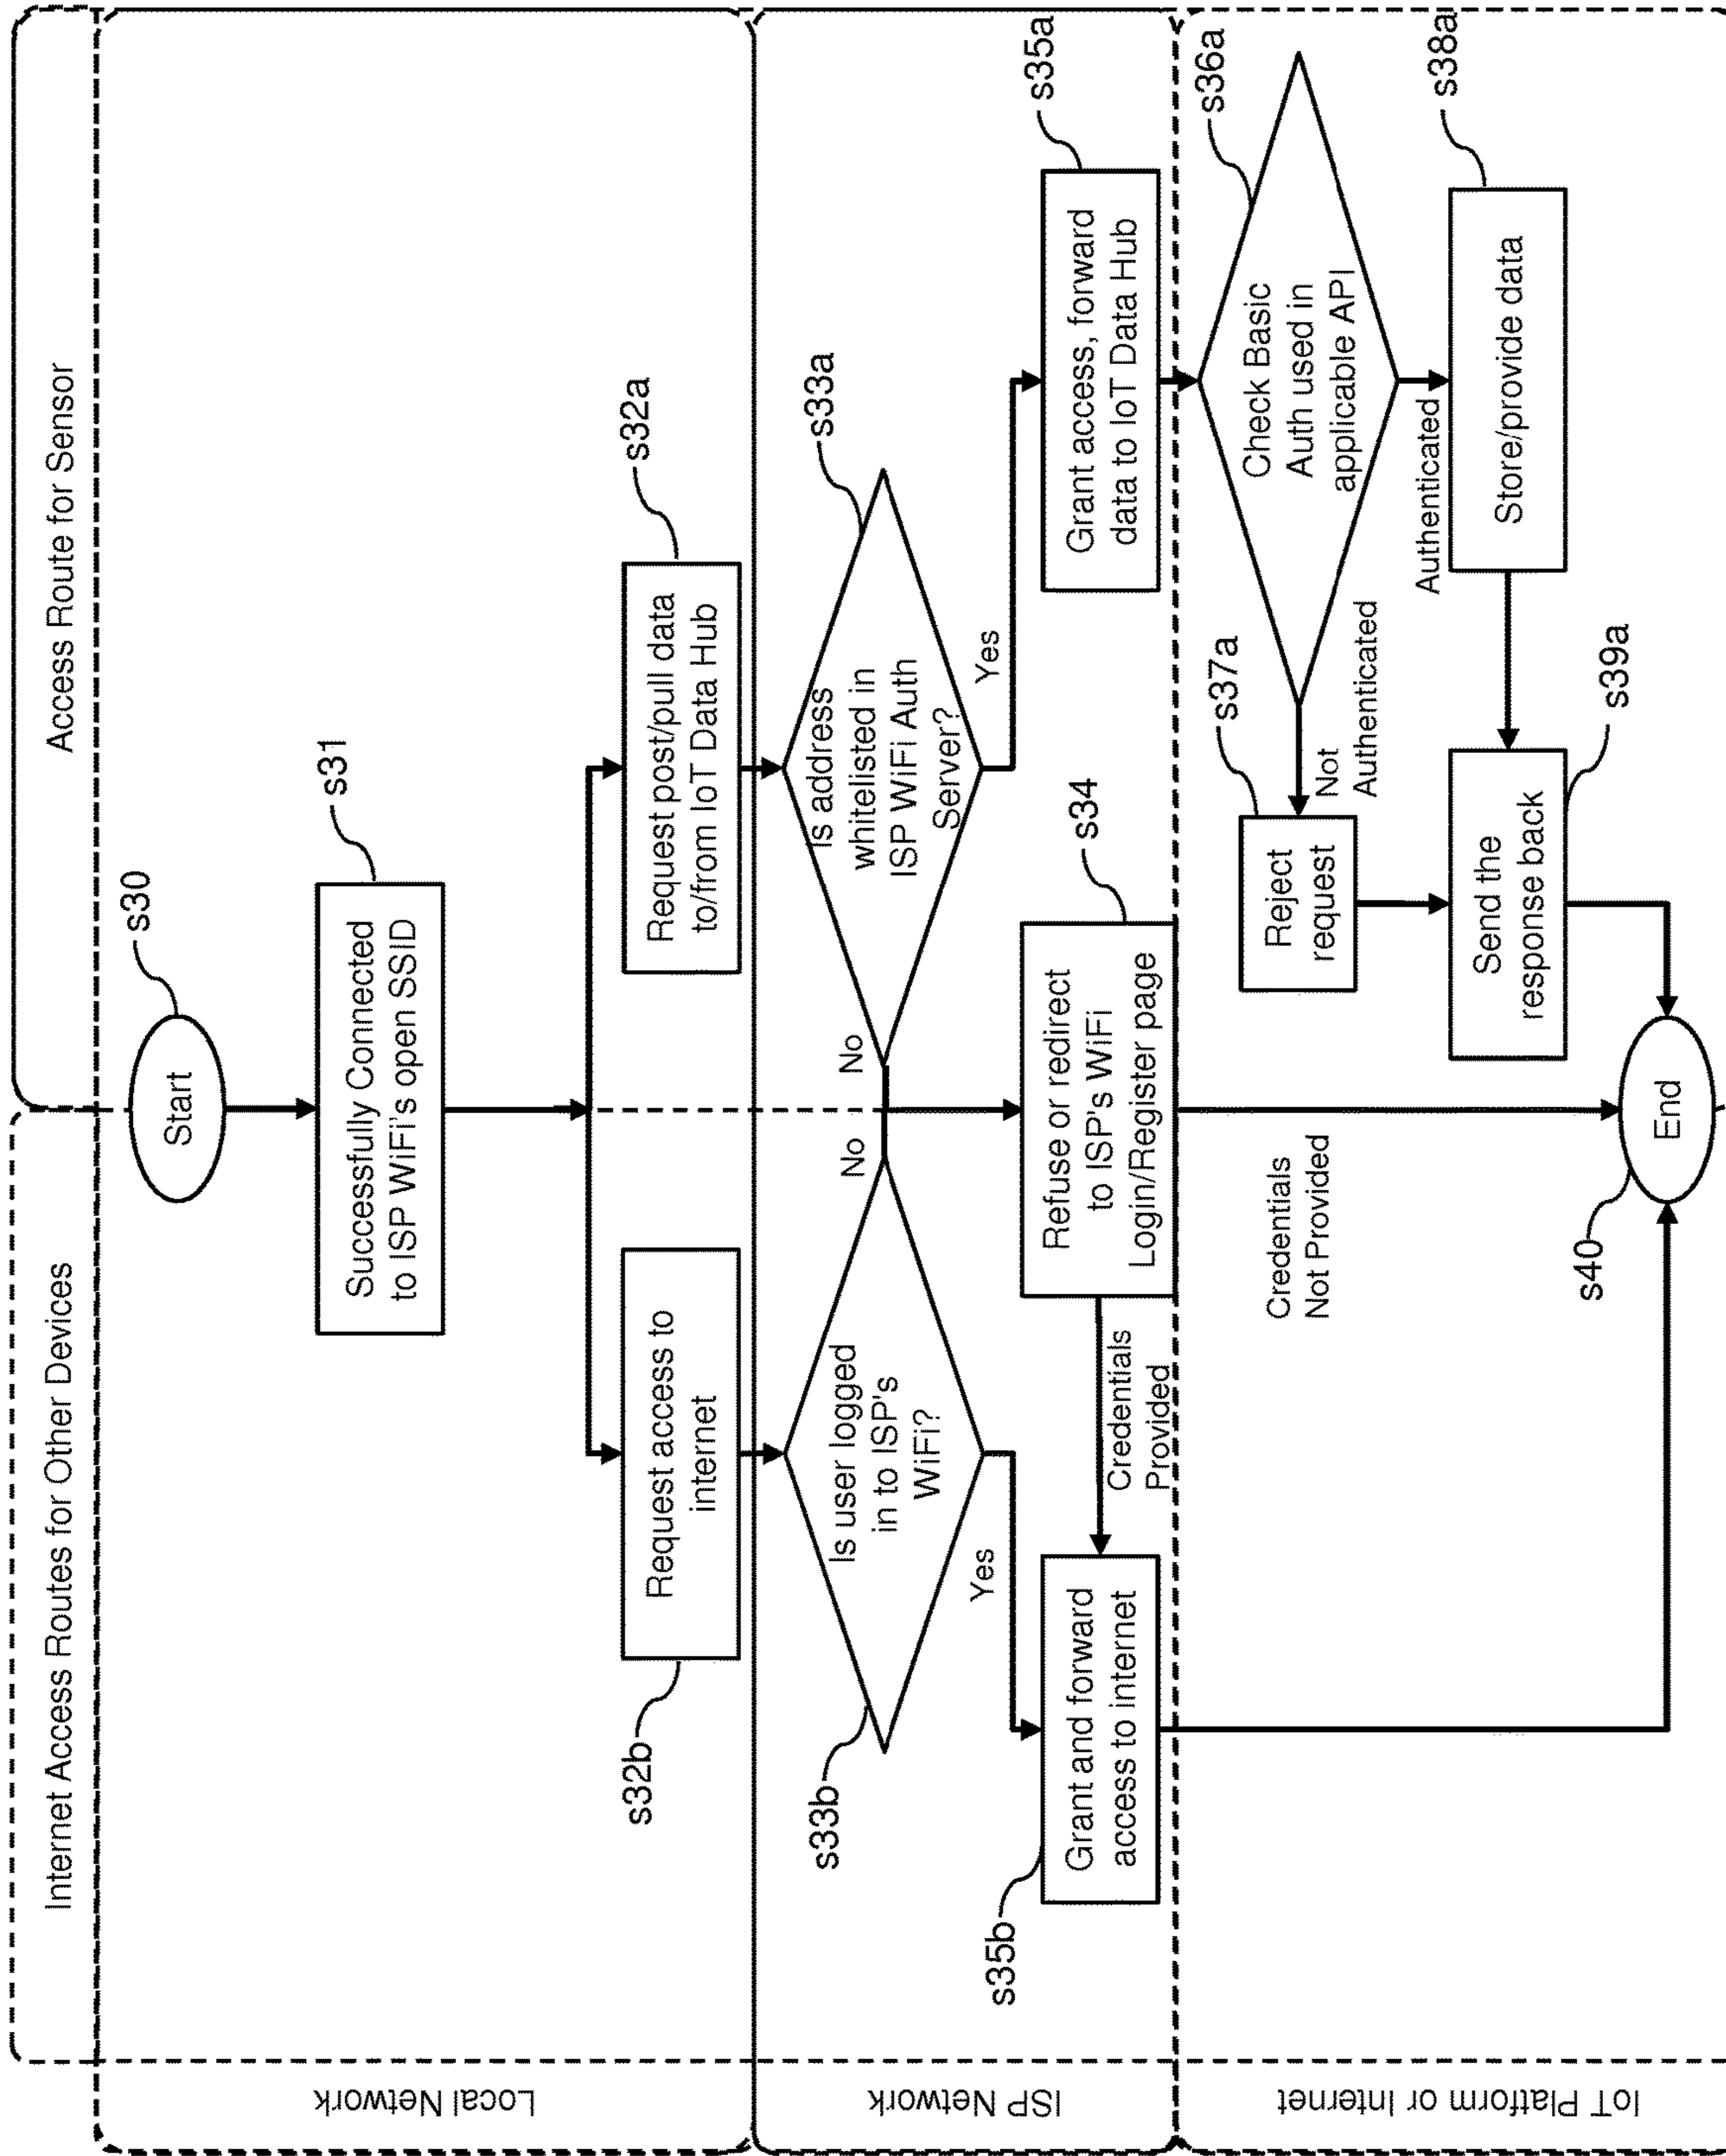 Internet Access Routes for Other Devices
Access Route for Sensor
Local Network
Start
s30
Successfully Connected
to ISP WiFi's open SSID
s31
Request access to
internet
s32b
Request post/pull data
to/from IoT Data Hub
s32a
ISP Network
Is user logged
in to ISP's
WiFi?
s33b
No
No
Is address
whitelisted in
ISP WiFi Auth
Server?
s33a
Yes
Yes
Grant and forward
access to internet
s35b
Credentials
Provided
Refuse or redirect
to ISP's WiFi
Login/Register page
s34
Grant access, forward
data to IoT Data Hub
s35a
IoT Platform or Internet
Credentials
Not Provided
Reject
request
s37a
Not
Authenticated
Check Basic
Auth used in
applicable API
s36a
Authenticated
Send the
response back
s39a
Store/provide data
s38a
End
s40